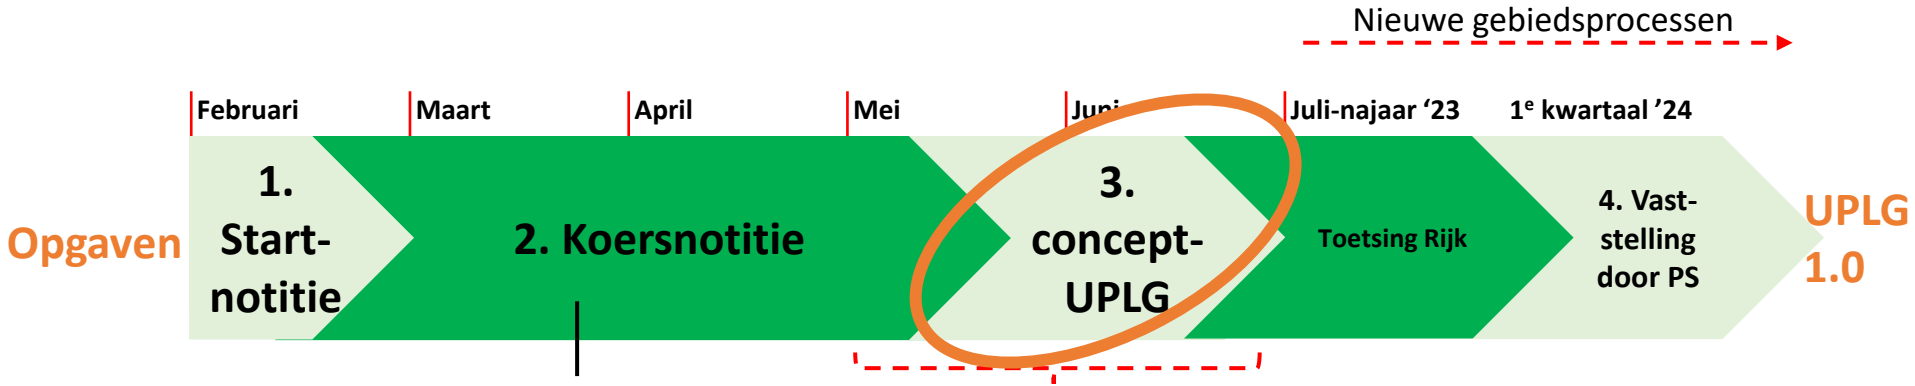 Nieuwe gebiedsprocessen
Februari
Maart
April
Mei
Juni
Juli-najaar ‘23
1e kwartaal ’24
Opgaven
1.
Start-
notitie
2. Koersnotitie
3.
concept-
UPLG
Toetsing Rijk
4. Vast-
stelling
door PS
UPLG
1.0